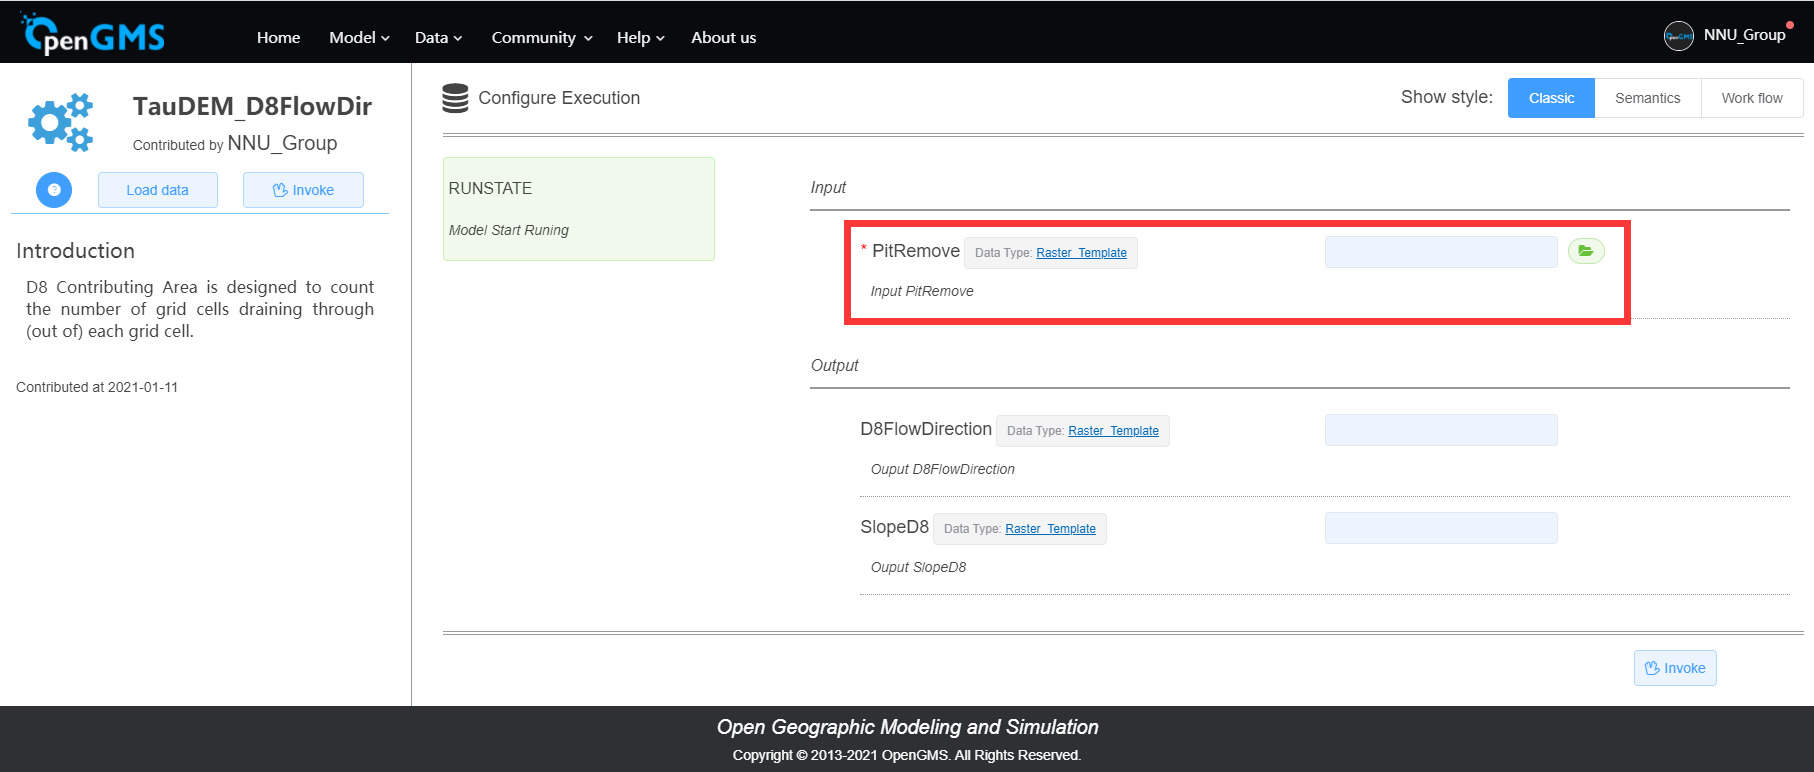 OpenGMS
Home Model Data Community Help About us
OpenGMS NNU_Group
TauDEM_D8FlowDir
Contributed by NNU_Group
? Load data Invoke
Introduction
D8 Contributing Area is designed to count
the number of grid cells draining through
(out of) each grid cell.
Contributed at 2021-01-11
Configure Execution
Show style: Classic Semantics Work flow
RUNSTATE
Model Start Runing
Input
* PitRemove Data Type: Raster_Template
Input PitRemove
Output
D8FlowDirection Data Type: Raster_Template
Ouput D8FlowDirection
SlopeD8 Data Type: Raster_Template
Ouput SlopeD8
Invoke
Open Geographic Modeling and Simulation
Copyright © 2013-2021 OpenGMS. All Rights Reserved.